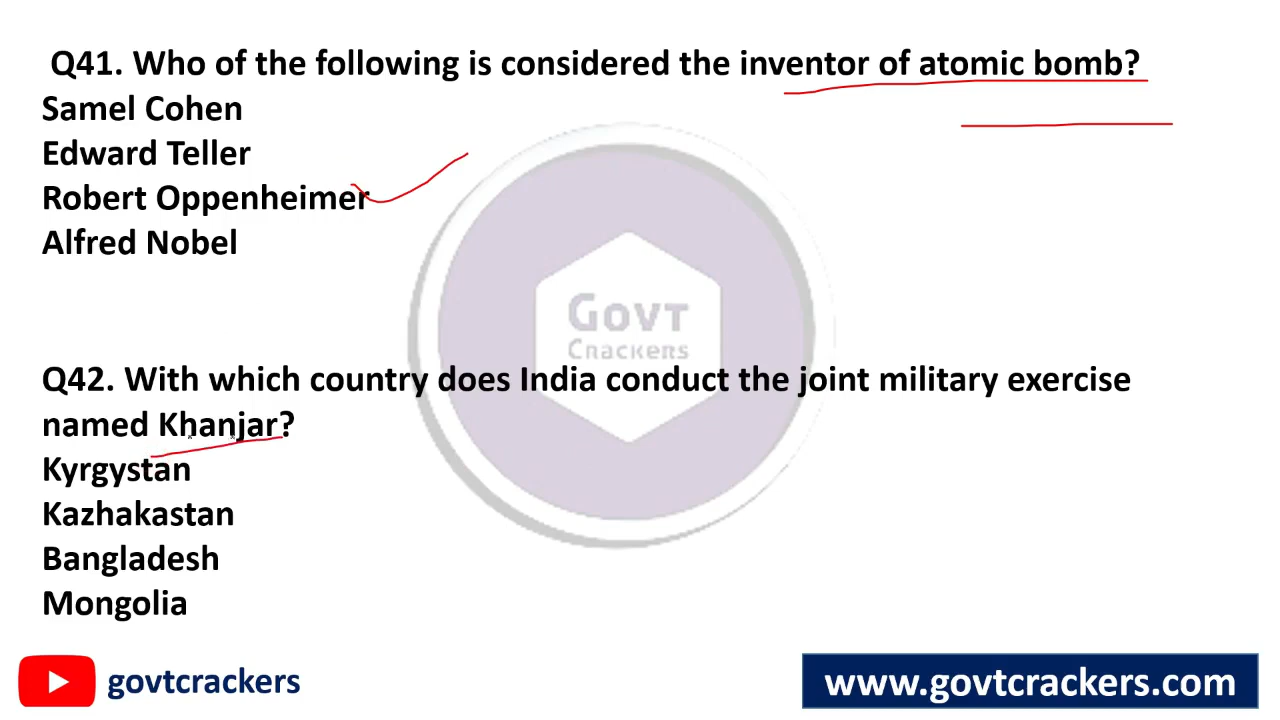 Q41. Who of the following is considered the inventor of atomic bomb?
Samel Cohen
Edward Teller
Robert Oppenheimer
Alfred Nobel
GOVT
CRACKERS
Q42. With which country does India conduct the joint military exercise
named Khanjar?
Kyrgystan
Kazhakastan
Bangladesh
Mongolia
govtcrackers
www.govtcrackers.com